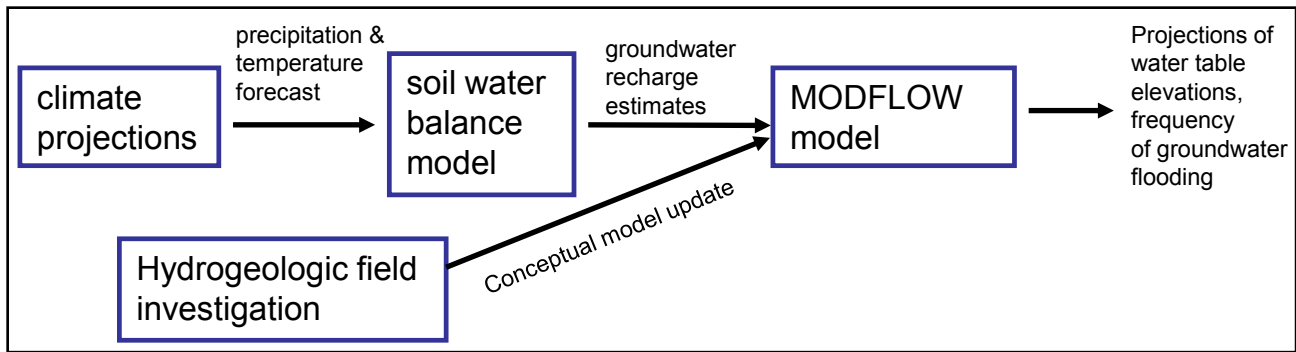 climate
projections
precipitation &
temperature
forecast
soil water
balance
model
groundwater
recharge
estimates
MODFLOW
model
Projections of
water table
elevations,
frequency
of groundwater
flooding
Hydrogeologic field
investigation
Conceptual model update